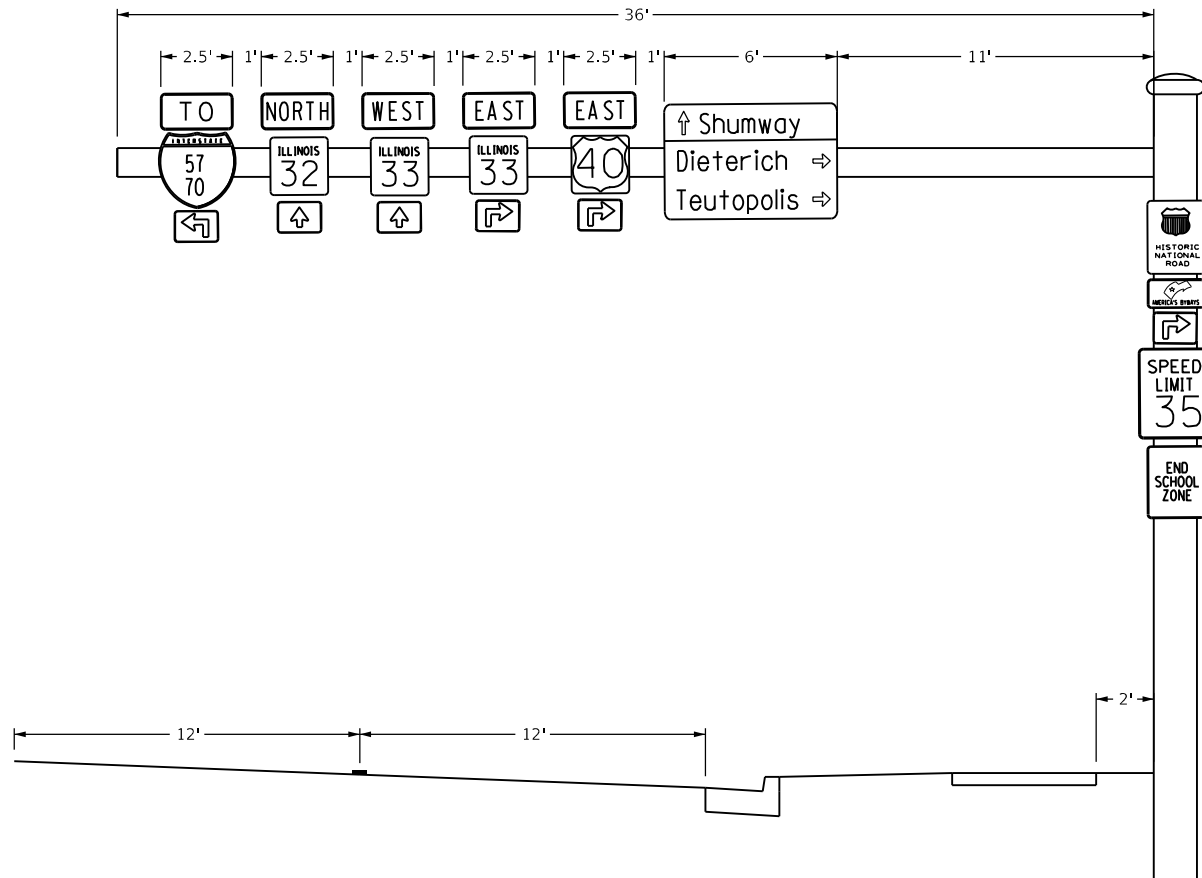 36'
2.5' 1' 2.5' 1' 2.5' 1' 2.5' 1' 2.5' 1' 6' 11'
TO NORTH WEST EAST EAST
INTERSTATE
57
70
ILLINOIS
32
ILLINOIS
33
ILLINOIS
33
40
Shumway
Dieterich
Teutopolis
HISTORIC
NATIONAL
ROAD
AMERICA'S BYWAYS
SPEED
LIMIT
35
END
SCHOOL
ZONE
2'
12' 12'